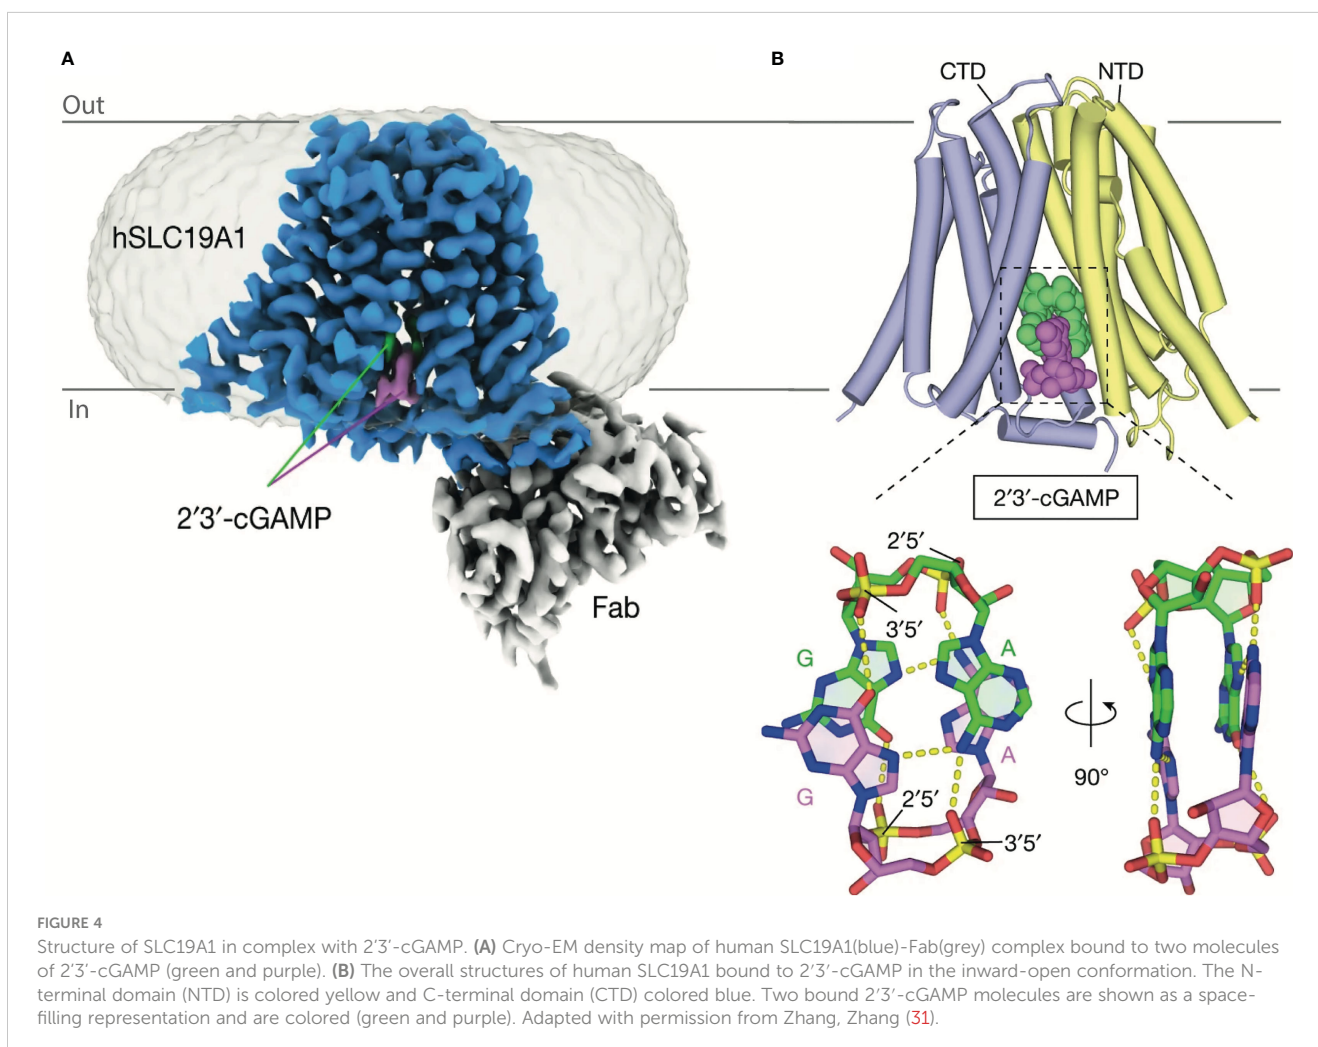 A
Out
hSLC19A1
In
2′3′-cGAMP
Fab
B
CTD
NTD
2′3′-cGAMP
2′5′
3′5′
G
A
G
A
2′5′
3′5′
90°
FIGURE 4
Structure of SLC19A1 in complex with 2’3’-cGAMP. (A) Cryo-EM density map of human SLC19A1(blue)-Fab(grey) complex bound to two molecules
of 2’3’-cGAMP (green and purple). (B) The overall structures of human SLC19A1 bound to 2′3′-cGAMP in the inward-open conformation. The N-
terminal domain (NTD) is colored yellow and C-terminal domain (CTD) colored blue. Two bound 2′3′-cGAMP molecules are shown as a space-
filling representation and are colored (green and purple). Adapted with permission from Zhang, Zhang (31).